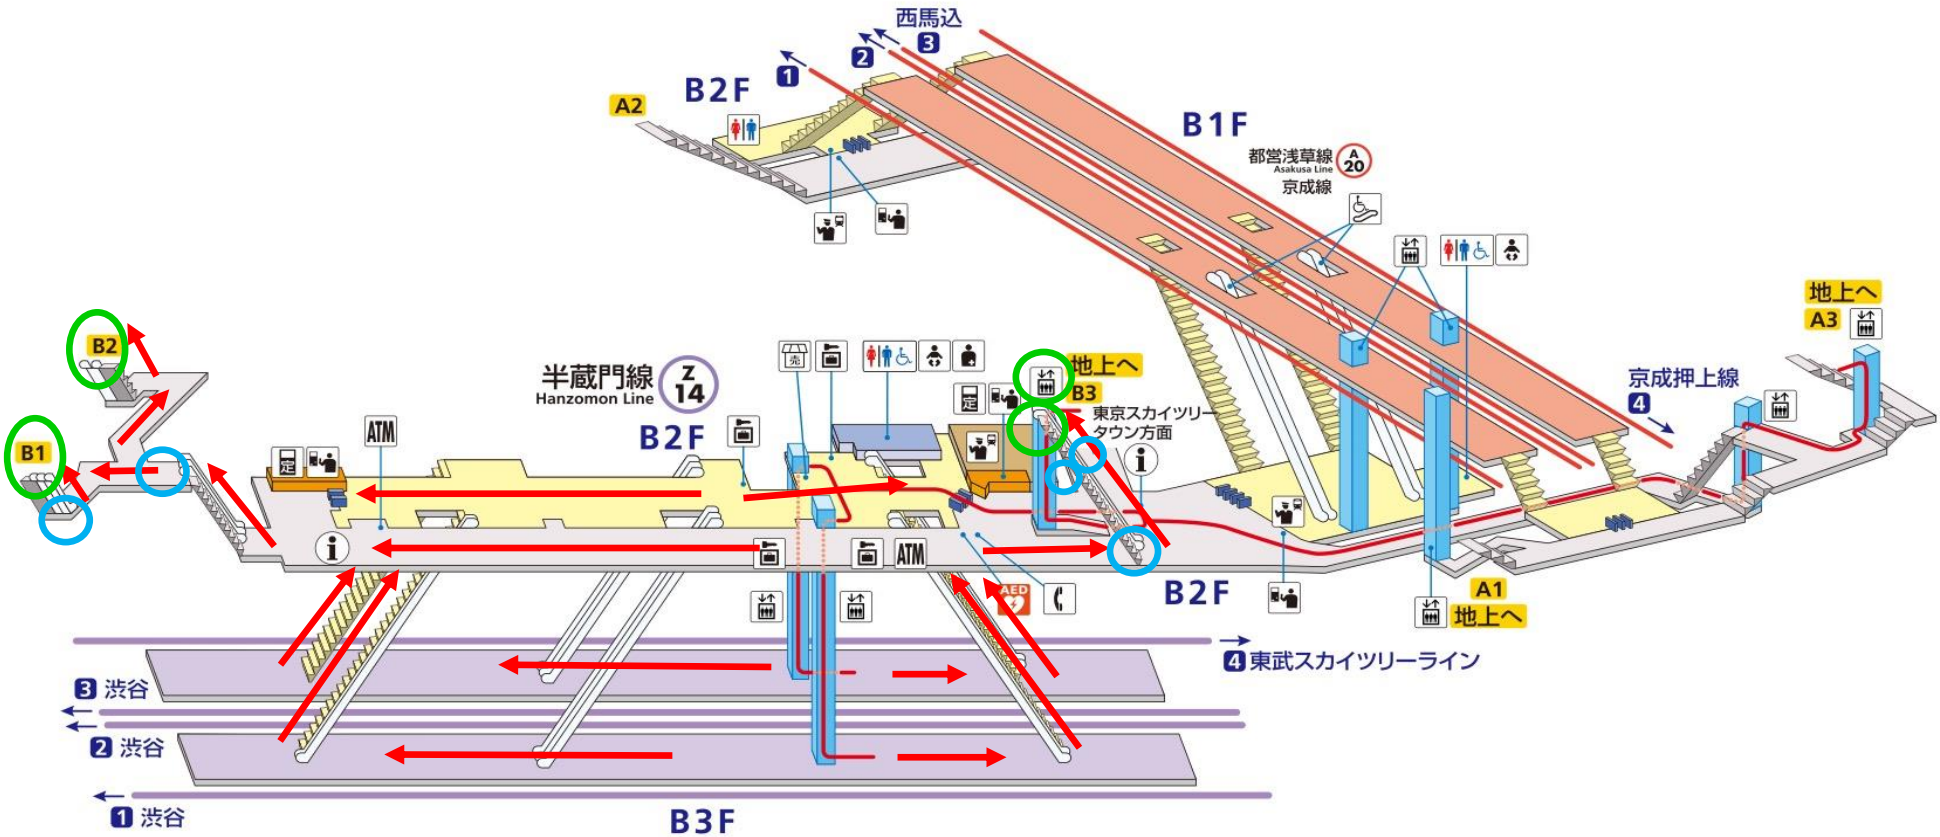 西馬込
1
2
3
B2F
A2
B1F
都営浅草線
Asakusa Line
A
20
京成線
地上へ
A3
京成押上線
4
B2
B1
半蔵門線
Hanzomon Line
Z
14
B2F
ATM
売
定
定
地上へ
B3
東京スカイツリー
タウン方面
i
i
ATM
AED
B2F
A1
地上へ
4 東武スカイツリーライン
3 渋谷
2 渋谷
1 渋谷
B3F